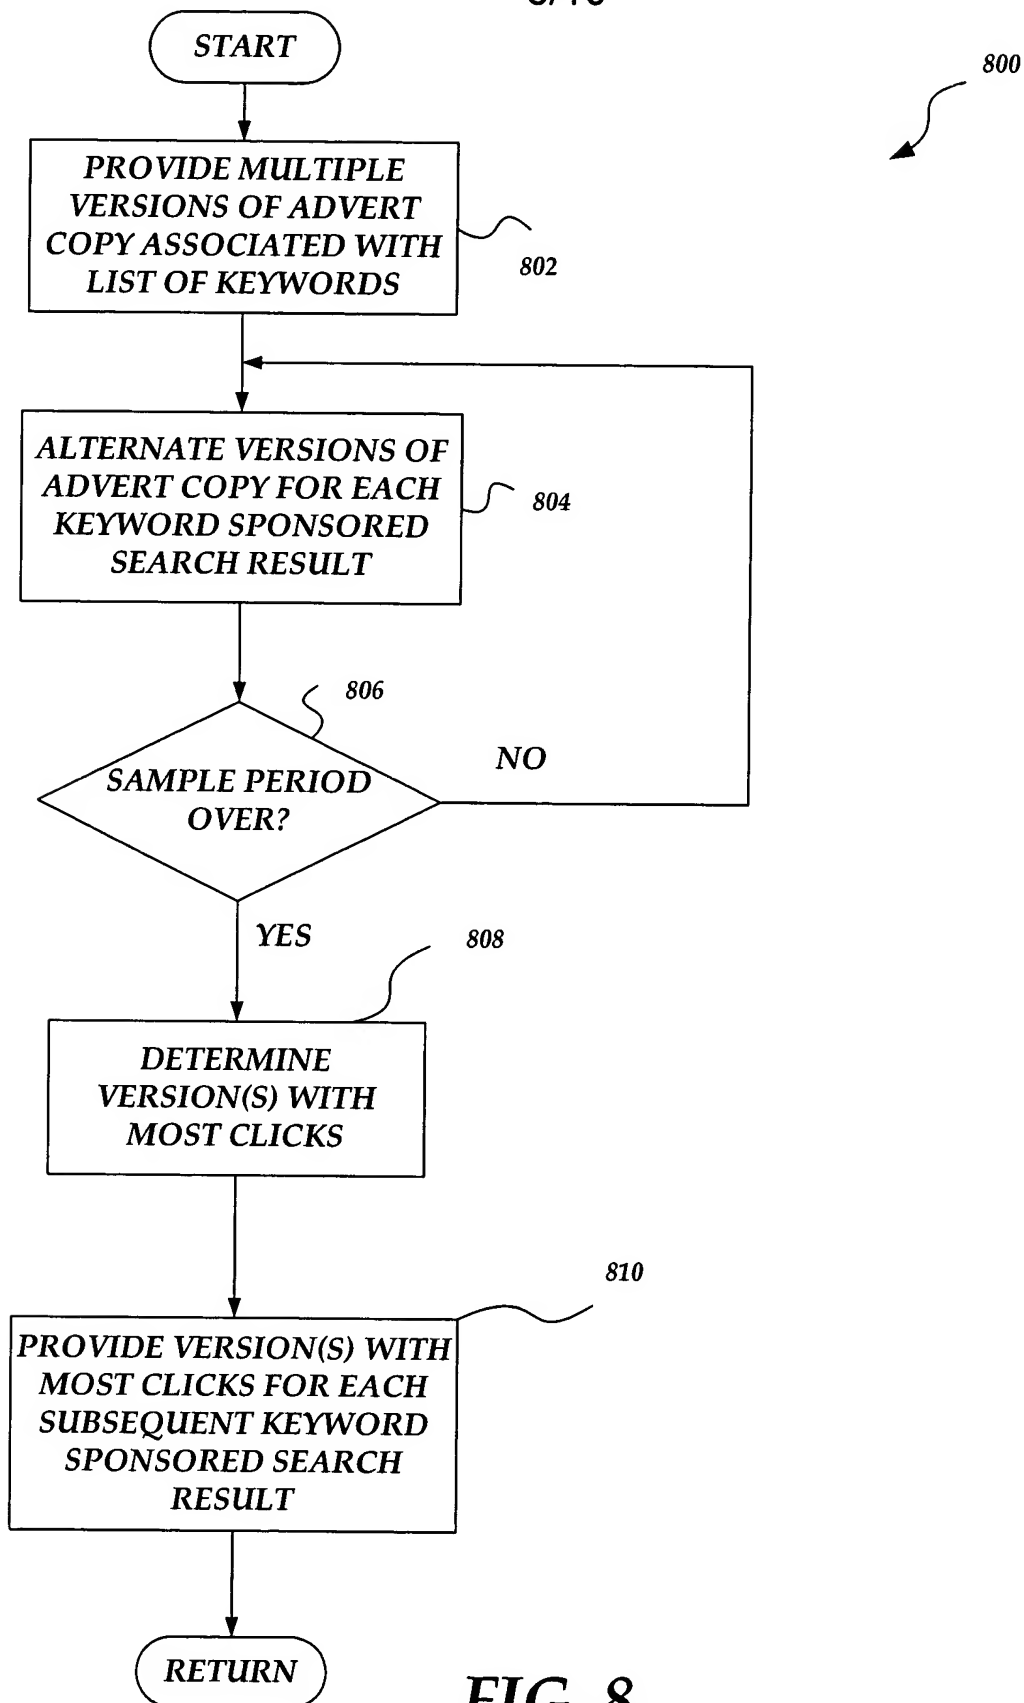 START
800
PROVIDE MULTIPLE
VERSIONS OF ADVERT
COPY ASSOCIATED WITH
LIST OF KEYWORDS
802
ALTERNATE VERSIONS OF
ADVERT COPY FOR EACH
KEYWORD SPONSORED
SEARCH RESULT
804
806
SAMPLE PERIOD
OVER?
NO
YES
808
DETERMINE
VERSION(S) WITH
MOST CLICKS
810
PROVIDE VERSION(S) WITH
MOST CLICKS FOR EACH
SUBSEQUENT KEYWORD
SPONSORED SEARCH
RESULT
RETURN
FIG. 8